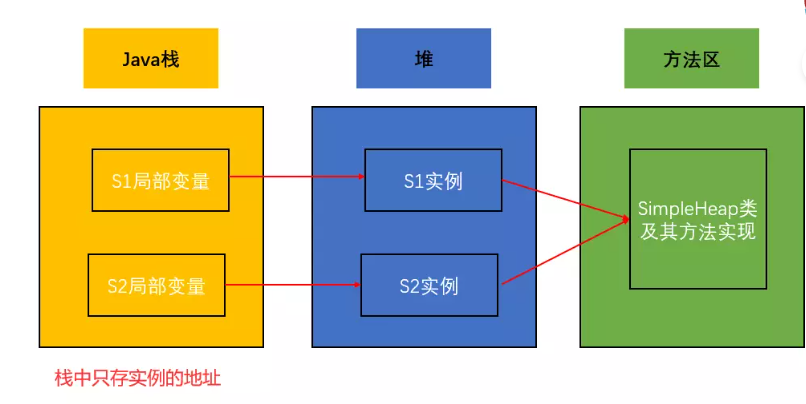 Java栈
堆
方法区
S1局部变量
S1实例
SimpleHeap类
及其方法实现
S2局部变量
S2实例
栈中只存实例的地址